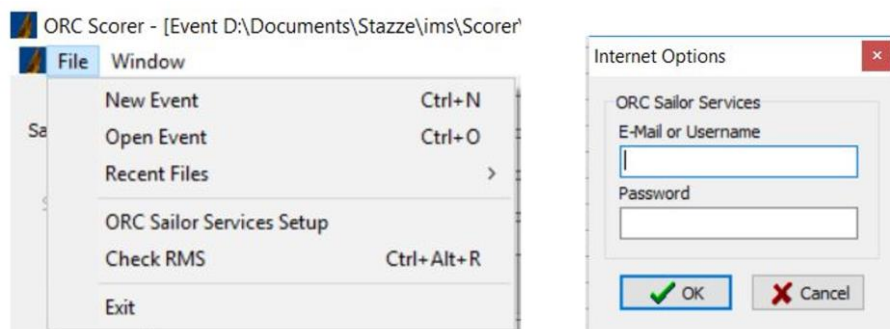 ORC Scorer - [Event D:\Documents\Stazze\ims\Scorer\
File Window
New Event Ctrl+N
Open Event Ctrl+O
Recent Files >
ORC Sailor Services Setup
Check RMS Ctrl+Alt+R
Exit
Sa
Internet Options
ORC Sailor Services
E-Mail or Username
Password
OK Cancel